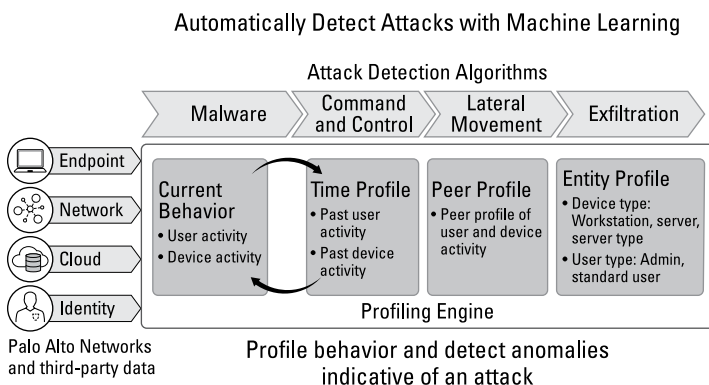 Automatically Detect Attacks with Machine Learning
Attack Detection Algorithms
Malware
Command
and Control
Lateral
Movement
Exfiltration
Endpoint
Network
Cloud
Identity
Palo Alto Networks
and third-party data
Current
Behavior
• User activity
• Device activity
Time Profile
• Past user
activity
• Past device
activity
Peer Profile
• Peer profile of
user and device
activity
Entity Profile
• Device type:
Workstation, server,
server type
• User type: Admin,
standard user
Profiling Engine
Profile behavior and detect anomalies
indicative of an attack